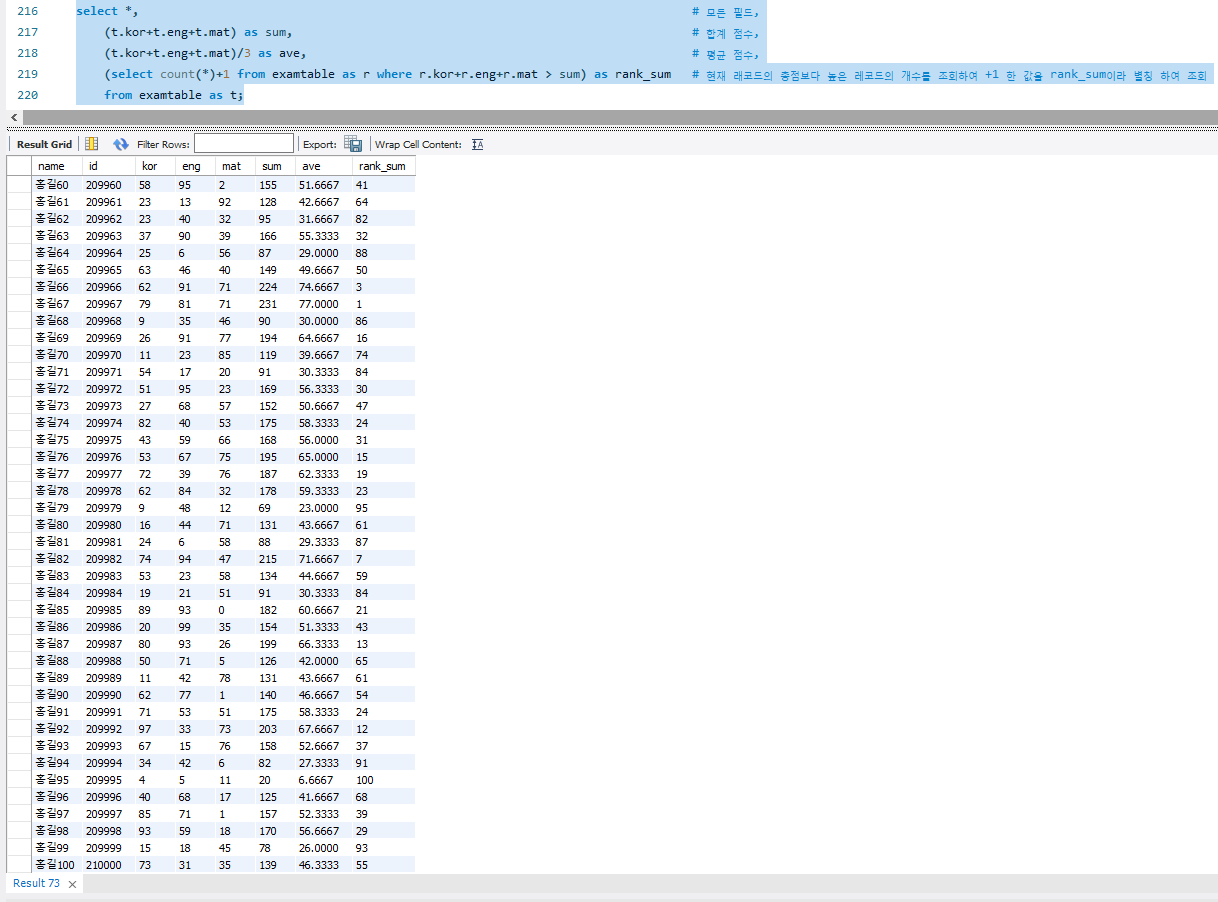 216 select *, # 모든 필드,
217 (t.kor+t.eng+t.mat) as sum, # 합계 점수,
218 (t.kor+t.eng+t.mat)/3 as ave, # 평균 점수,
219 (select count(*)+1 from examtable as r where r.kor+r.eng+r.mat > sum) as rank_sum # 현재 래코드의 총점보다 높은 레코드의 개수를 조회하여 +1 한 값을 rank_sum이라 별칭 하여 조회
220 from examtable as t;
Result Grid Filter Rows: Export: Wrap Cell Content:
name id kor eng mat sum ave rank_sum
홍길60 209960 58 95 2 155 51.6667 41
홍길61 209961 23 13 92 128 42.6667 64
홍길62 209962 23 40 32 95 31.6667 82
홍길63 209963 37 90 39 166 55.3333 32
홍길64 209964 25 6 56 87 29.0000 88
홍길65 209965 63 46 40 149 49.6667 50
홍길66 209966 62 91 71 224 74.6667 3
홍길67 209967 79 81 71 231 77.0000 1
홍길68 209968 9 35 46 90 30.0000 86
홍길69 209969 26 91 77 194 64.6667 16
홍길70 209970 11 23 85 119 39.6667 74
홍길71 209971 54 17 20 91 30.3333 84
홍길72 209972 51 95 23 169 56.3333 30
홍길73 209973 27 68 57 152 50.6667 47
홍길74 209974 82 40 53 175 58.3333 24
홍길75 209975 43 59 66 168 56.0000 31
홍길76 209976 53 67 75 195 65.0000 15
홍길77 209977 72 39 76 187 62.3333 19
홍길78 209978 62 84 32 178 59.3333 23
홍길79 209979 9 48 12 69 23.0000 95
홍길80 209980 16 44 71 131 43.6667 61
홍길81 209981 24 6 58 88 29.3333 87
홍길82 209982 74 94 47 215 71.6667 7
홍길83 209983 53 23 58 134 44.6667 59
홍길84 209984 19 21 51 91 30.3333 84
홍길85 209985 89 93 0 182 60.6667 21
홍길86 209986 20 99 35 154 51.3333 43
홍길87 209987 80 93 26 199 66.3333 13
홍길88 209988 50 71 5 126 42.0000 65
홍길89 209989 11 42 78 131 43.6667 61
홍길90 209990 62 77 1 140 46.6667 54
홍길91 209991 71 53 51 175 58.3333 24
홍길92 209992 97 33 73 203 67.6667 12
홍길93 209993 67 15 76 158 52.6667 37
홍길94 209994 34 42 6 82 27.3333 91
홍길95 209995 4 5 11 20 6.6667 100
홍길96 209996 40 68 17 125 41.6667 68
홍길97 209997 85 71 1 157 52.3333 39
홍길98 209998 93 59 18 170 56.6667 29
홍길99 209999 15 18 45 78 26.0000 93
홍길100 210000 73 31 35 139 46.3333 55
Result 73